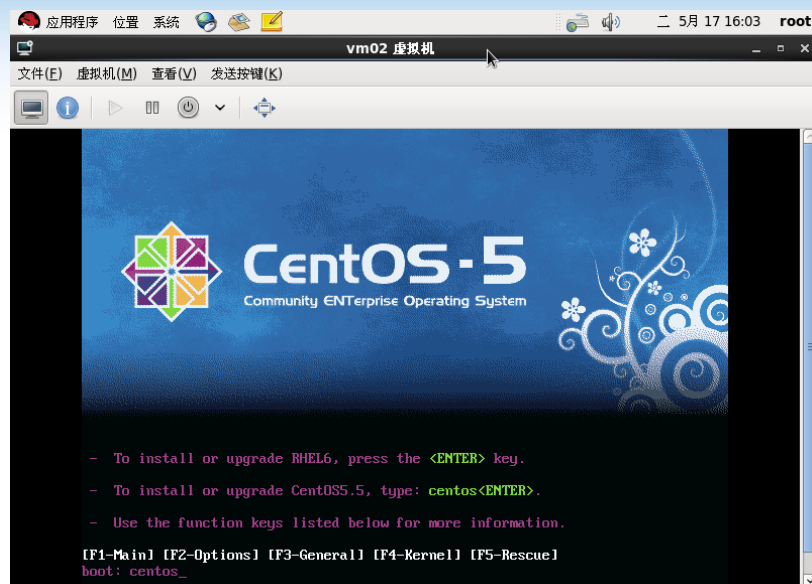 应用程序 位置 系统 二 5月 17 16:03 root
vm02 虚拟机
文件(F) 虚拟机(M) 查看(V) 发送按键(K)
CentOS-5
Community ENTerprise Operating System
- To install or upgrade RHEL6, press the <ENTER> key.
- To install or upgrade CentOS5.5, type: centos<ENTER>.
- Use the function keys listed below for more information.
[F1-Main] [F2-Options] [F3-General] [F4-Kernel] [F5-Rescue]
boot: centos_